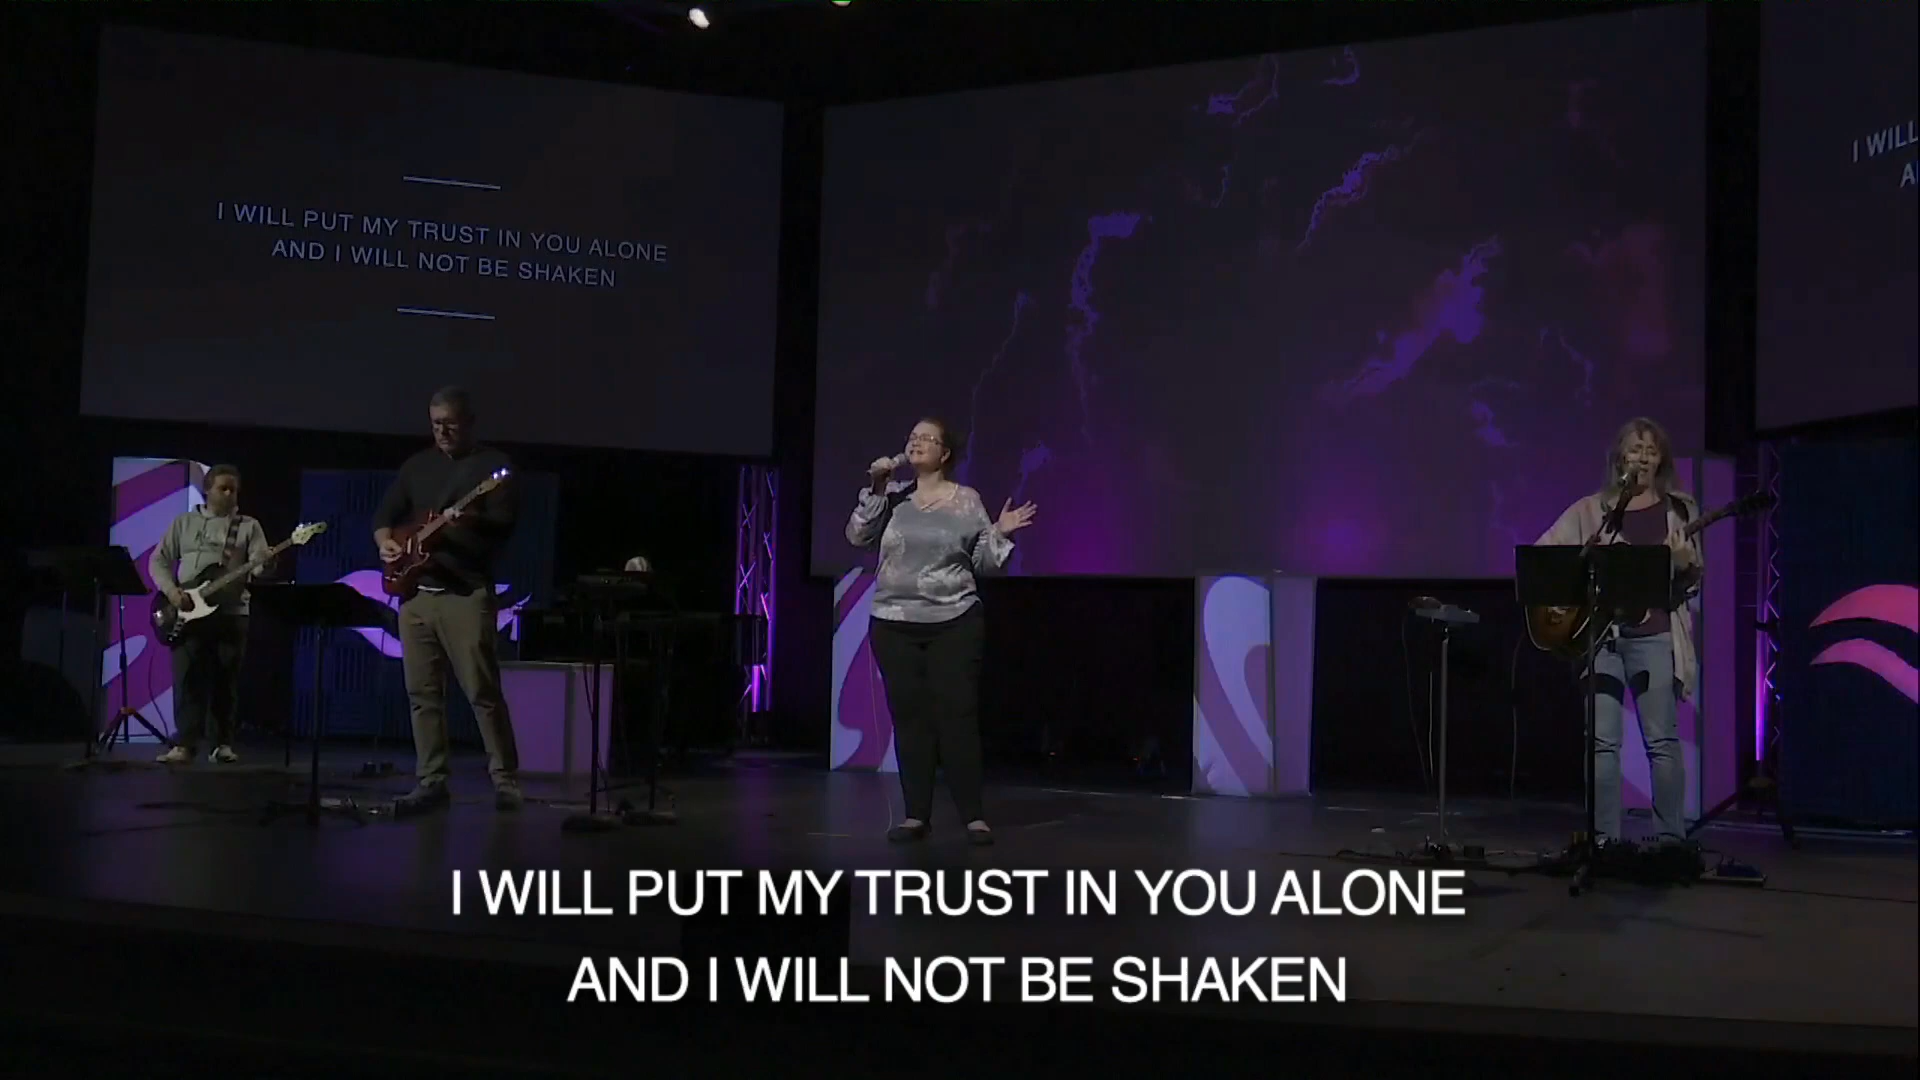 I WILL PUT MY TRUST IN YOU ALONE
AND I WILL NOT BE SHAKEN
I WILL
I WILL PUT MY TRUST IN YOU ALONE
AND I WILL NOT BE SHAKEN